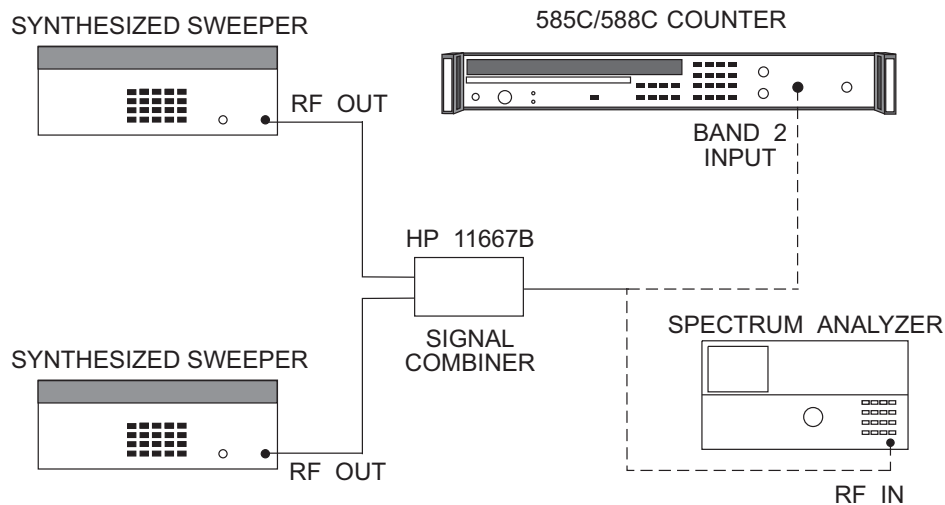 SYNTHESIZED SWEEPER
585C/588C COUNTER
RF OUT
BAND 2
INPUT
HP 11667B
SIGNAL
COMBINER
SPECTRUM ANALYZER
SYNTHESIZED SWEEPER
RF OUT
RF IN